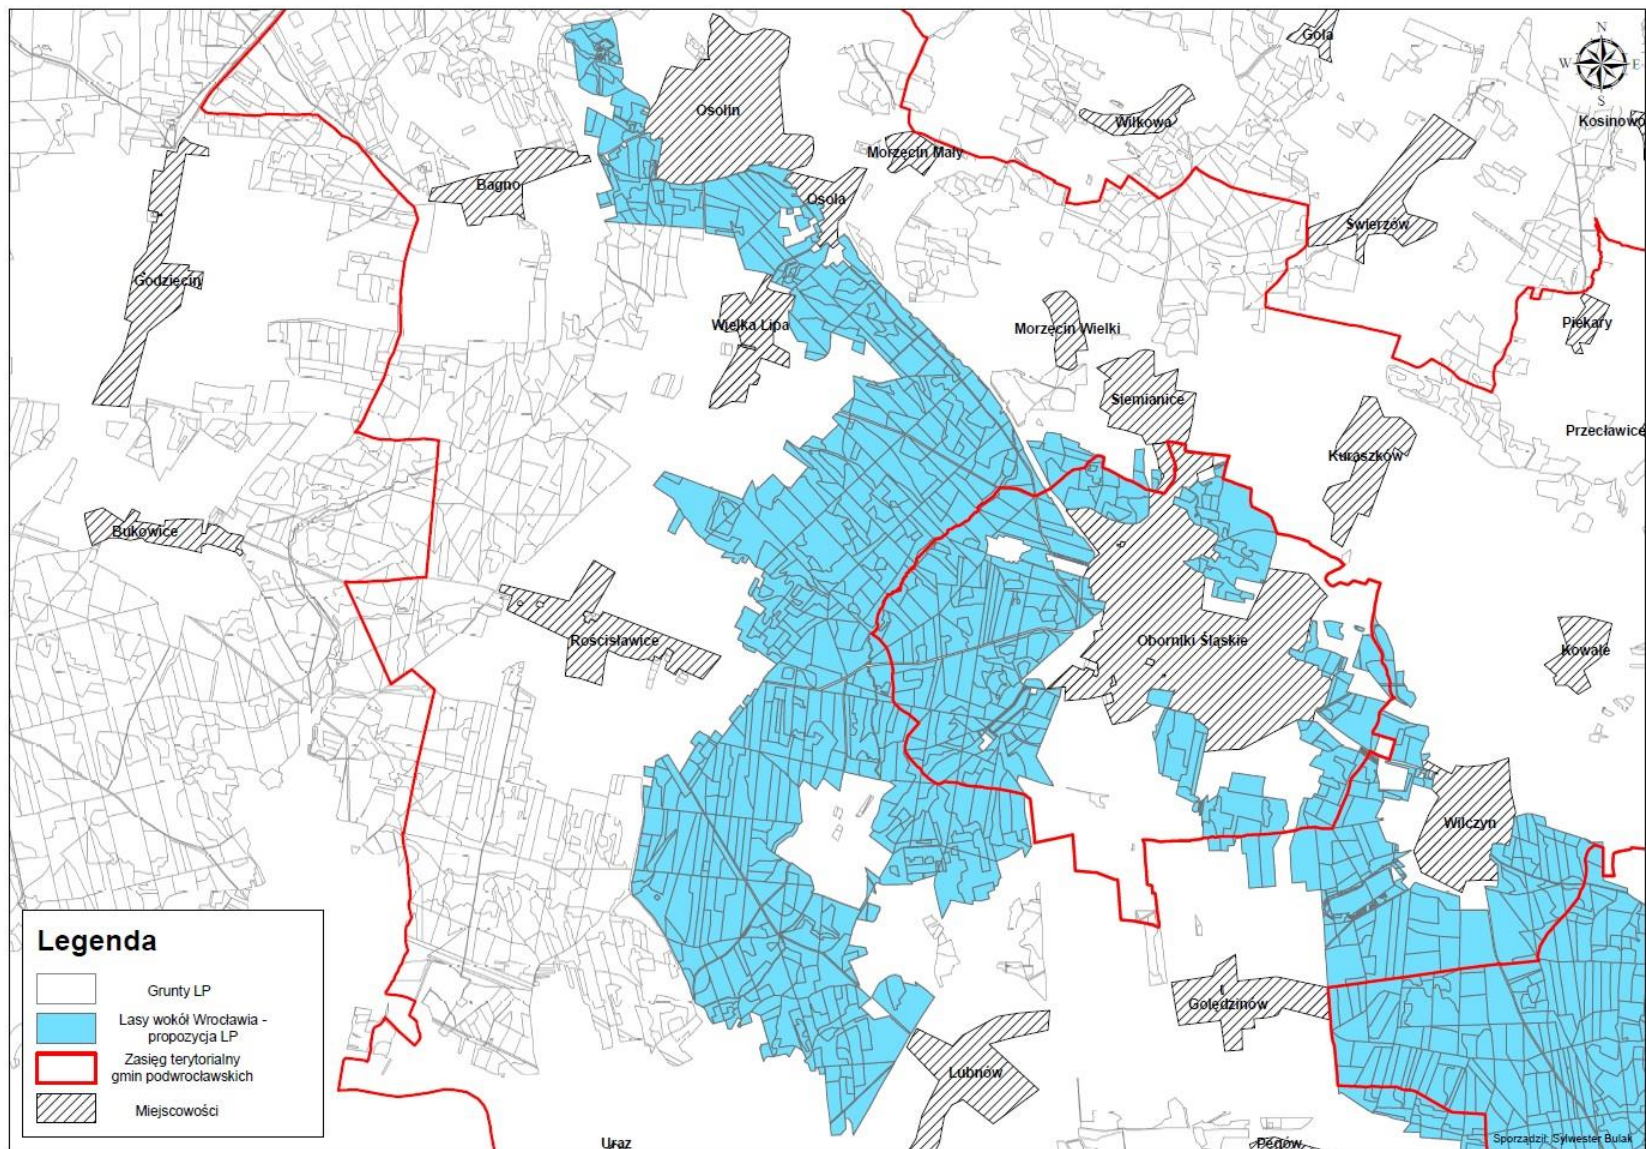 Gola
N
W E
S
Osolin
Wilkowa
Kosinowo
Morzęcin Mały
Bagno
Osola
Świerzów
Godzięcin
Wielka Lipa
Morzęcin Wielki
Piekary
Siemianice
Przecławice
Kuraszków
Bukowice
Rościsławice
Oborniki Śląskie
Kowale
Wilczyn
Legenda
Grunty LP
Lasy wokół Wrocławia -
propozycja LP
Zasięg terytorialny
gmin podwrocławskich
Miejscowości
Golędzinów
Lubnów
Uraz
Pęgów
Sporządził: Sylwester Bulak